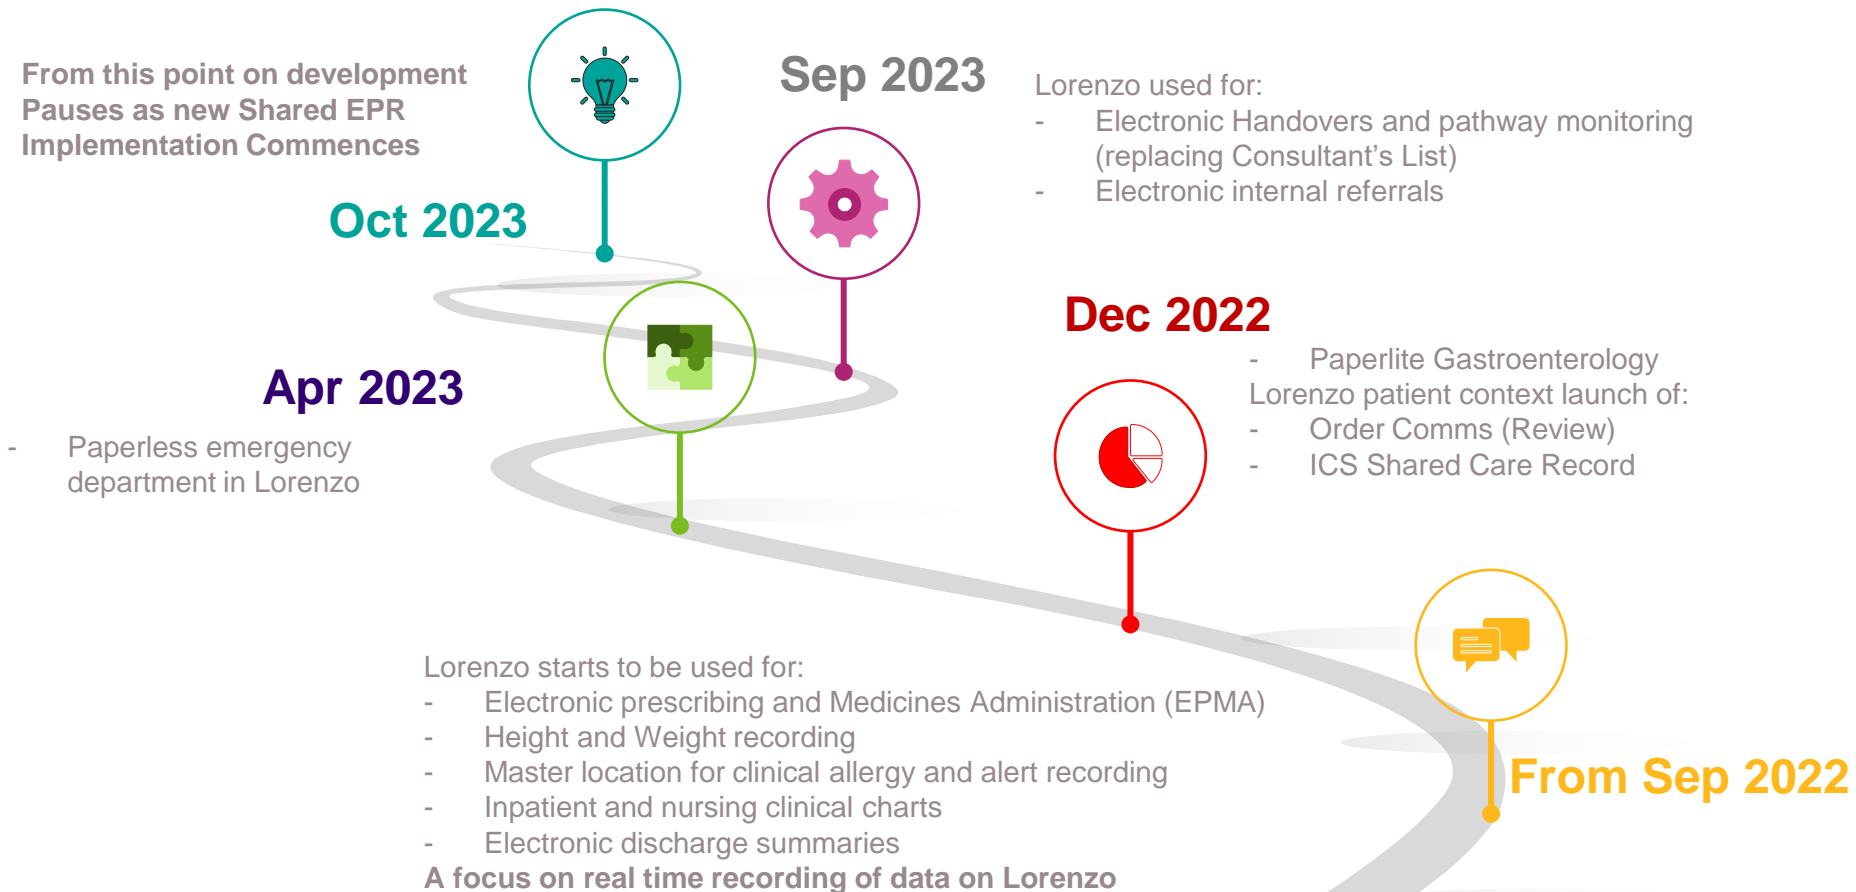 From this point on development
Pauses as new Shared EPR
Implementation Commences
Oct 2023
Sep 2023
Lorenzo used for:
- Electronic Handovers and pathway monitoring
(replacing Consultant's List)
- Electronic internal referrals
Dec 2022
- Paperlite Gastroenterology
Lorenzo patient context launch of:
- Order Comms (Review)
- ICS Shared Care Record
Apr 2023
- Paperless emergency
department in Lorenzo
Lorenzo starts to be used for:
- Electronic prescribing and Medicines Administration (EPMA)
- Height and Weight recording
- Master location for clinical allergy and alert recording
- Inpatient and nursing clinical charts
- Electronic discharge summaries
A focus on real time recording of data on Lorenzo
From Sep 2022